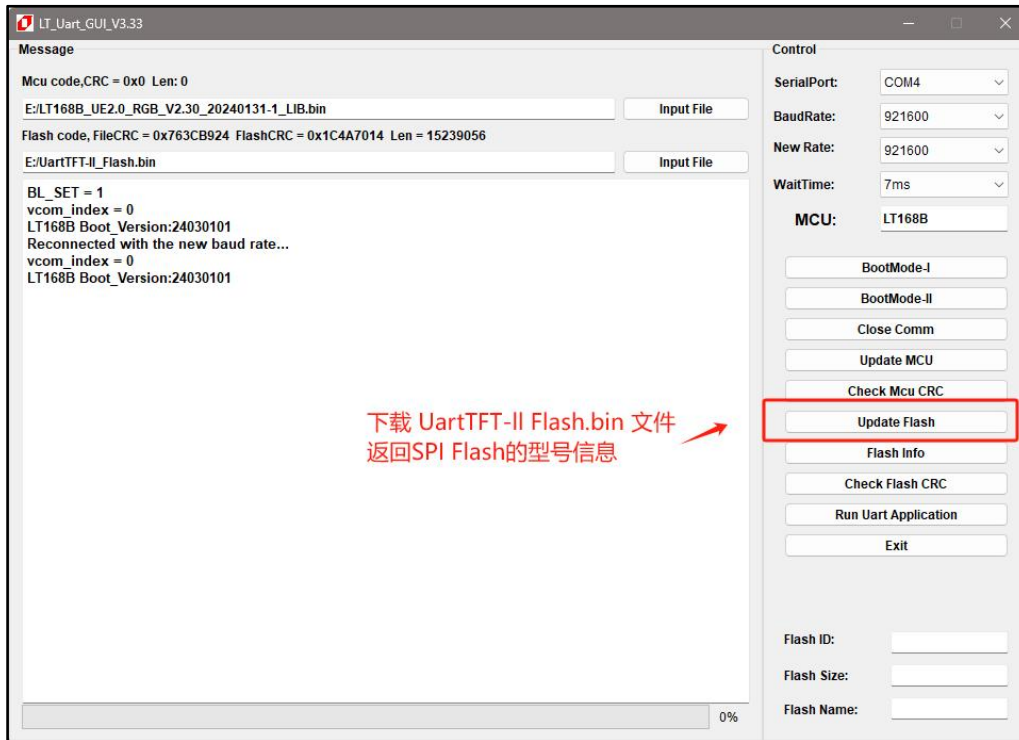 LT_Uart_GUI_V3.33
Message
Mcu code,CRC = 0x0 Len: 0
E:/LT168B_UE2.0_RGB_V2.30_20240131-1_LIB.bin
Input File
Flash code, FileCRC = 0x763CB924 FlashCRC = 0x1C4A7014 Len = 15239056
E:/UartTFT-II_Flash.bin
Input File
BL_SET = 1
vcom_index = 0
LT168B Boot_Version:24030101
Reconnected with the new baud rate...
vcom_index = 0
LT168B Boot_Version:24030101
下载 UartTFT-ll Flash.bin 文件
返回SPI Flash的型号信息
0%
Control
SerialPort: COM4
BaudRate: 921600
New Rate: 921600
WaitTime: 7ms
MCU: LT168B
BootMode-I
BootMode-II
Close Comm
Update MCU
Check Mcu CRC
Update Flash
Flash Info
Check Flash CRC
Run Uart Application
Exit
Flash ID:
Flash Size:
Flash Name: